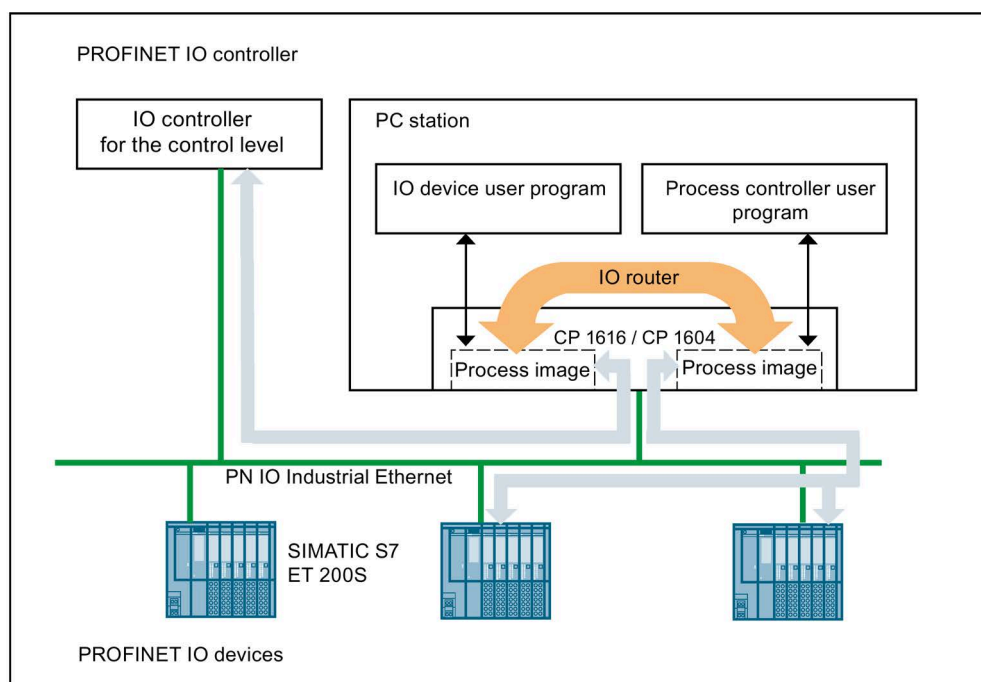 PROFINET IO controller
IO controller
for the control level
PC station
IO device user program
Process controller user
program
IO router
CP 1616 / CP 1604
Process image
Process image
PN IO Industrial Ethernet
SIMATIC S7
ET 200S
PROFINET IO devices